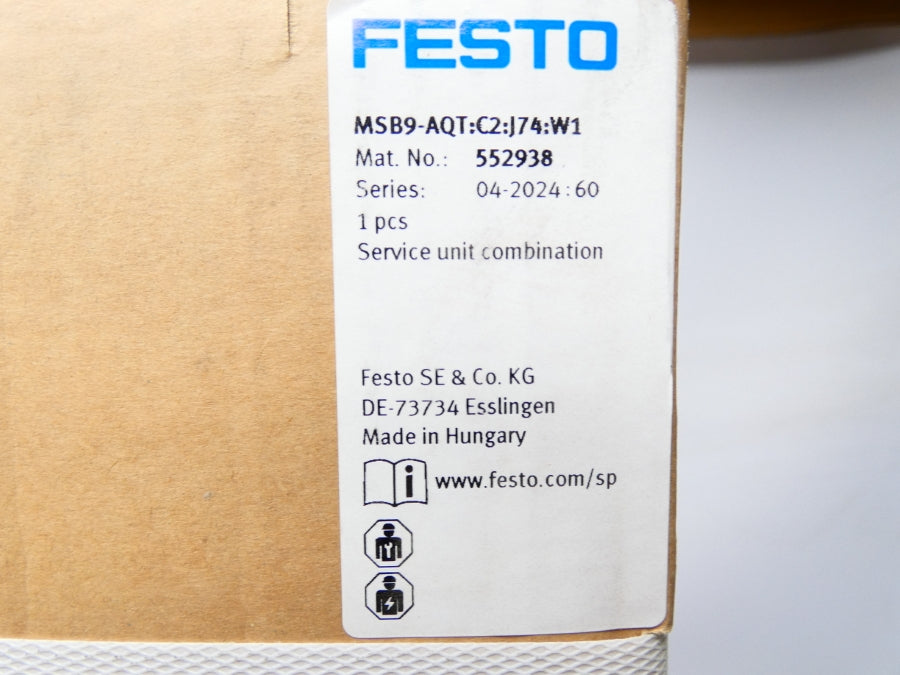 FESTO
MSB9-AQT:C2:J74:W1
Mat. No.: 552938
Series: 04-2024:60
1 pcs
Service unit combination
Festo SE & Co. KG
DE-73734 Esslingen
Made in Hungary
i www.festo.com/sp